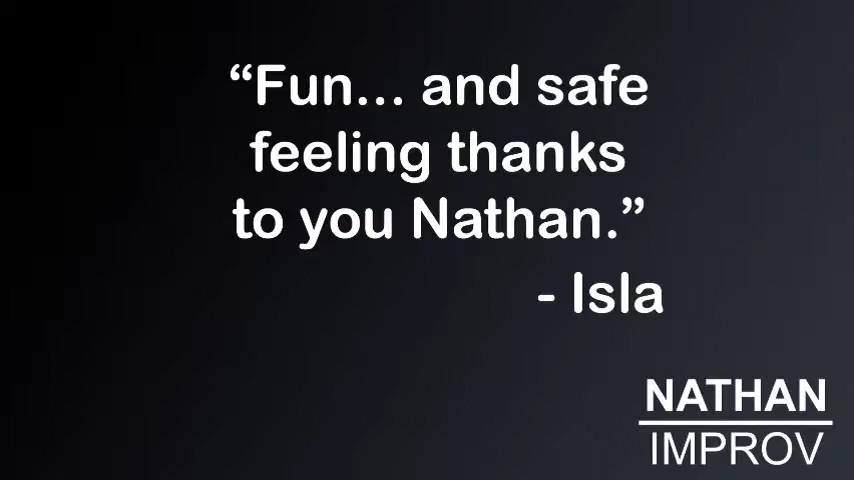 “Fun... and safe
feeling thanks
to you Nathan.”
- Isla
NATHAN
IMPROV